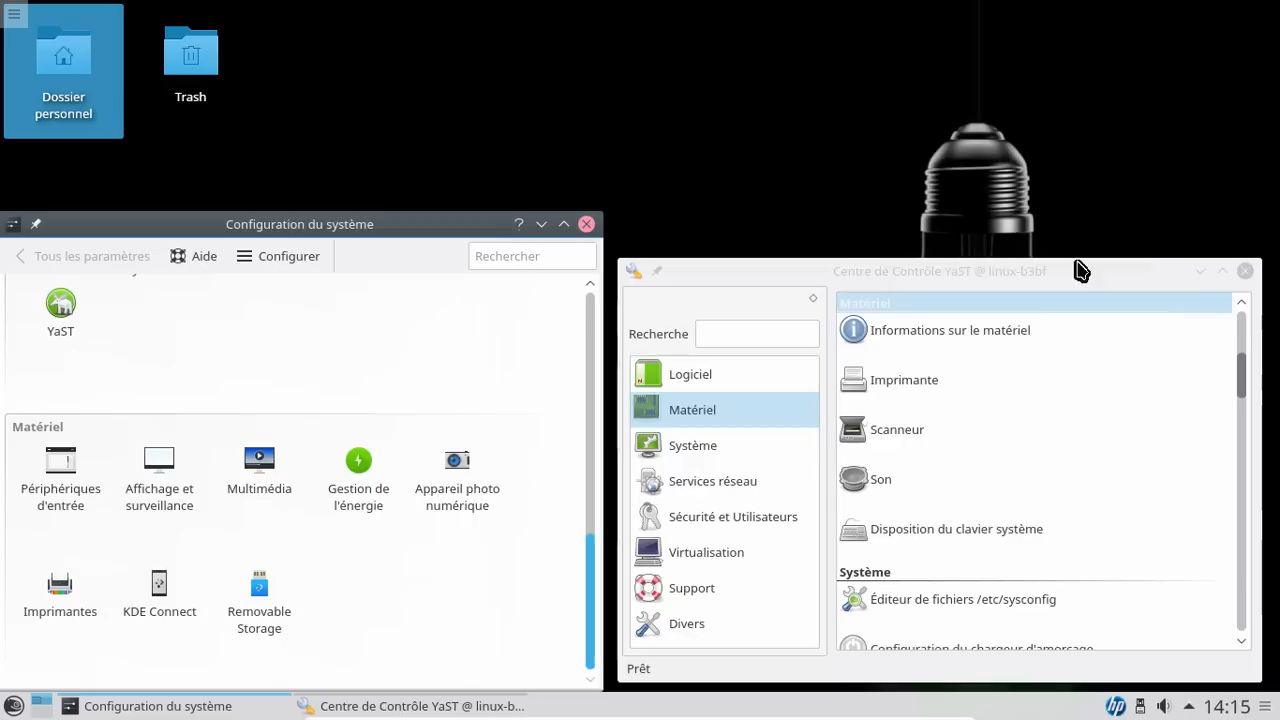 Dossier
personnel
Trash
Configuration du système
?
Tous les paramètres
Aide
Configurer
Rechercher
YaST
Matériel
Périphériques
d'entrée
Affichage et
surveillance
Multimédia
Gestion de
l'énergie
Appareil photo
numérique
Imprimantes
KDE Connect
Removable
Storage
Centre de Contrôle YaST @ linux-b3bf
Recherche
Logiciel
Matériel
Système
Services réseau
Sécurité et Utilisateurs
Virtualisation
Support
Divers
Matériel
Informations sur le matériel
Imprimante
Scanneur
Son
Disposition du clavier système
Système
Éditeur de fichiers /etc/sysconfig
Configuration du chargeur d'amorçage
Prêt
Configuration du système
Centre de Contrôle YaST @ linux-b...
hp
14:15